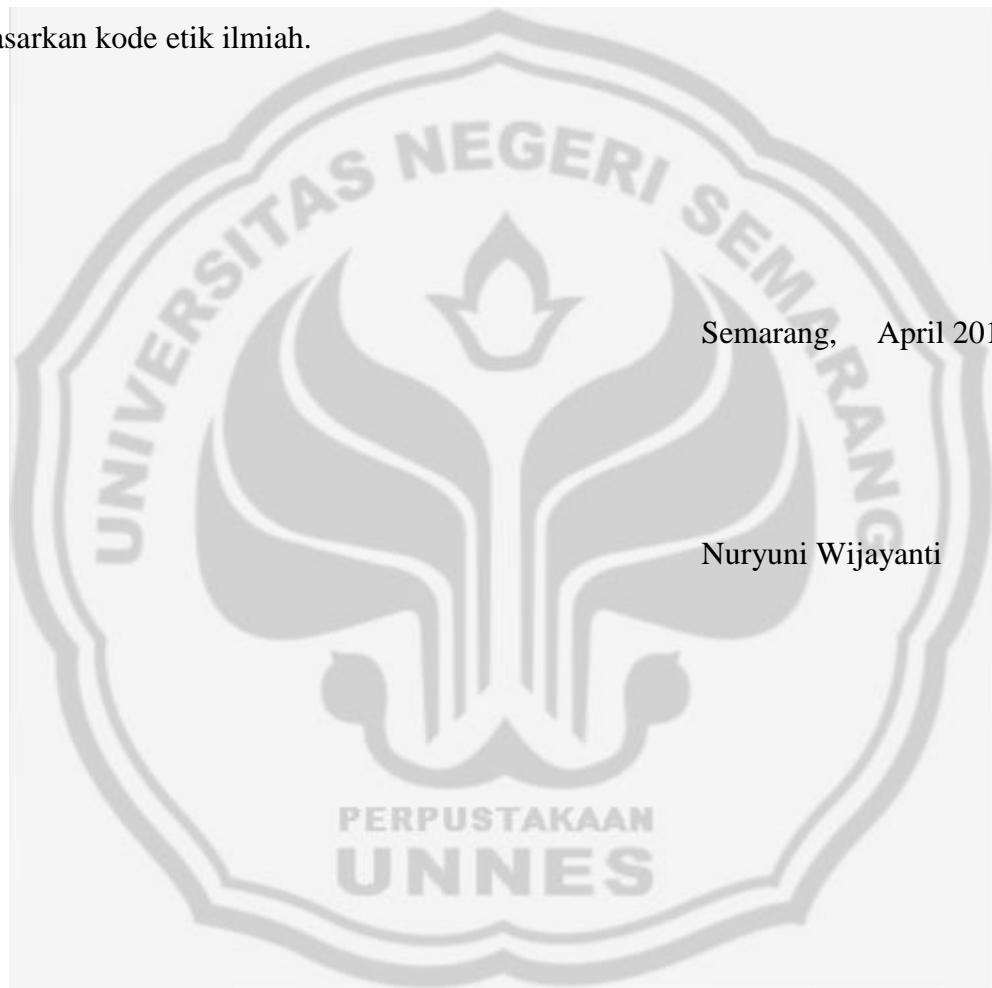 asarkan kode etik ilmiah.
UNIVERSITAS NEGERI SEMARANG
Semarang, April 201
Nuryuni Wijayanti
PERPUSTAKAAN
UNNES